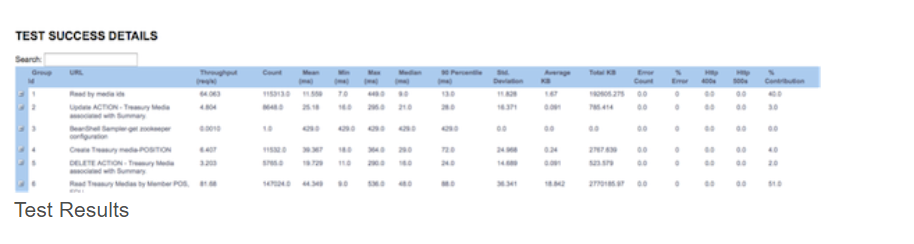 TEST SUCCESS DETAILS
Search:
Group Id URL Throughput (req/s) Count Mean (ms) Min (ms) Max (ms) Median (ms) 90 Percentile (ms) Std. Deviation Average KB Total KB Error Count % Error Http 400s Http 500s % Contribution
1 Read by media ids 64.063 115313.0 11.559 7.0 449.0 9.0 13.0 11.828 1.67 192605.275 0.0 0 0.0 0.0 40.0
2 Update ACTION - Treasury Media associated with Summary 4.804 8648.0 25.18 16.0 295.0 21.0 28.0 16.371 0.091 785.414 0.0 0 0.0 0.0 3.0
3 BeanShell Sampler-get zookeeper configuration 0.0010 1.0 429.0 429.0 429.0 429.0 429.0 0.0 0.0 0.0 0.0 0 0.0 0.0 0.0
4 Create Treasury media-POSITION 6.407 11532.0 39.367 18.0 364.0 29.0 72.0 24.988 0.24 2767.839 0.0 0 0.0 0.0 4.0
5 DELETE ACTION - Treasury Media associated with Summary 3.203 5765.0 19.729 11.0 290.0 16.0 24.0 14.689 0.091 523.579 0.0 0 0.0 0.0 2.0
6 Read Treasury Medias by Member POS, 81.68 147024.0 44.349 9.0 536.0 48.0 88.0 36.341 18.842 2770185.97 0.0 0 0.0 0.0 51.0
Test Results